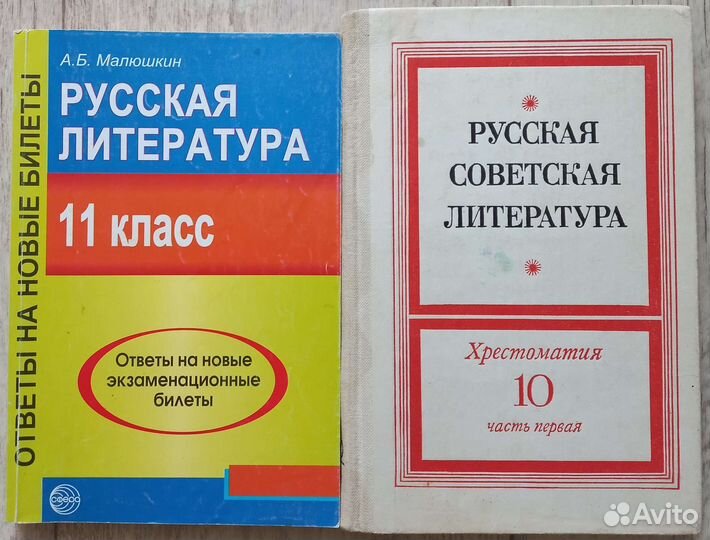 ОТВЕТЫ НА НОВЫЕ БИЛЕТЫ
А.Б. Малюшкин
РУССКАЯ
ЛИТЕРАТУРА
11 класс
Ответы на новые
экзаменационные
билеты
сфера
РУССКАЯ
СОВЕТСКАЯ
ЛИТЕРАТУРА
Хрестоматия
10
часть первая
Avito